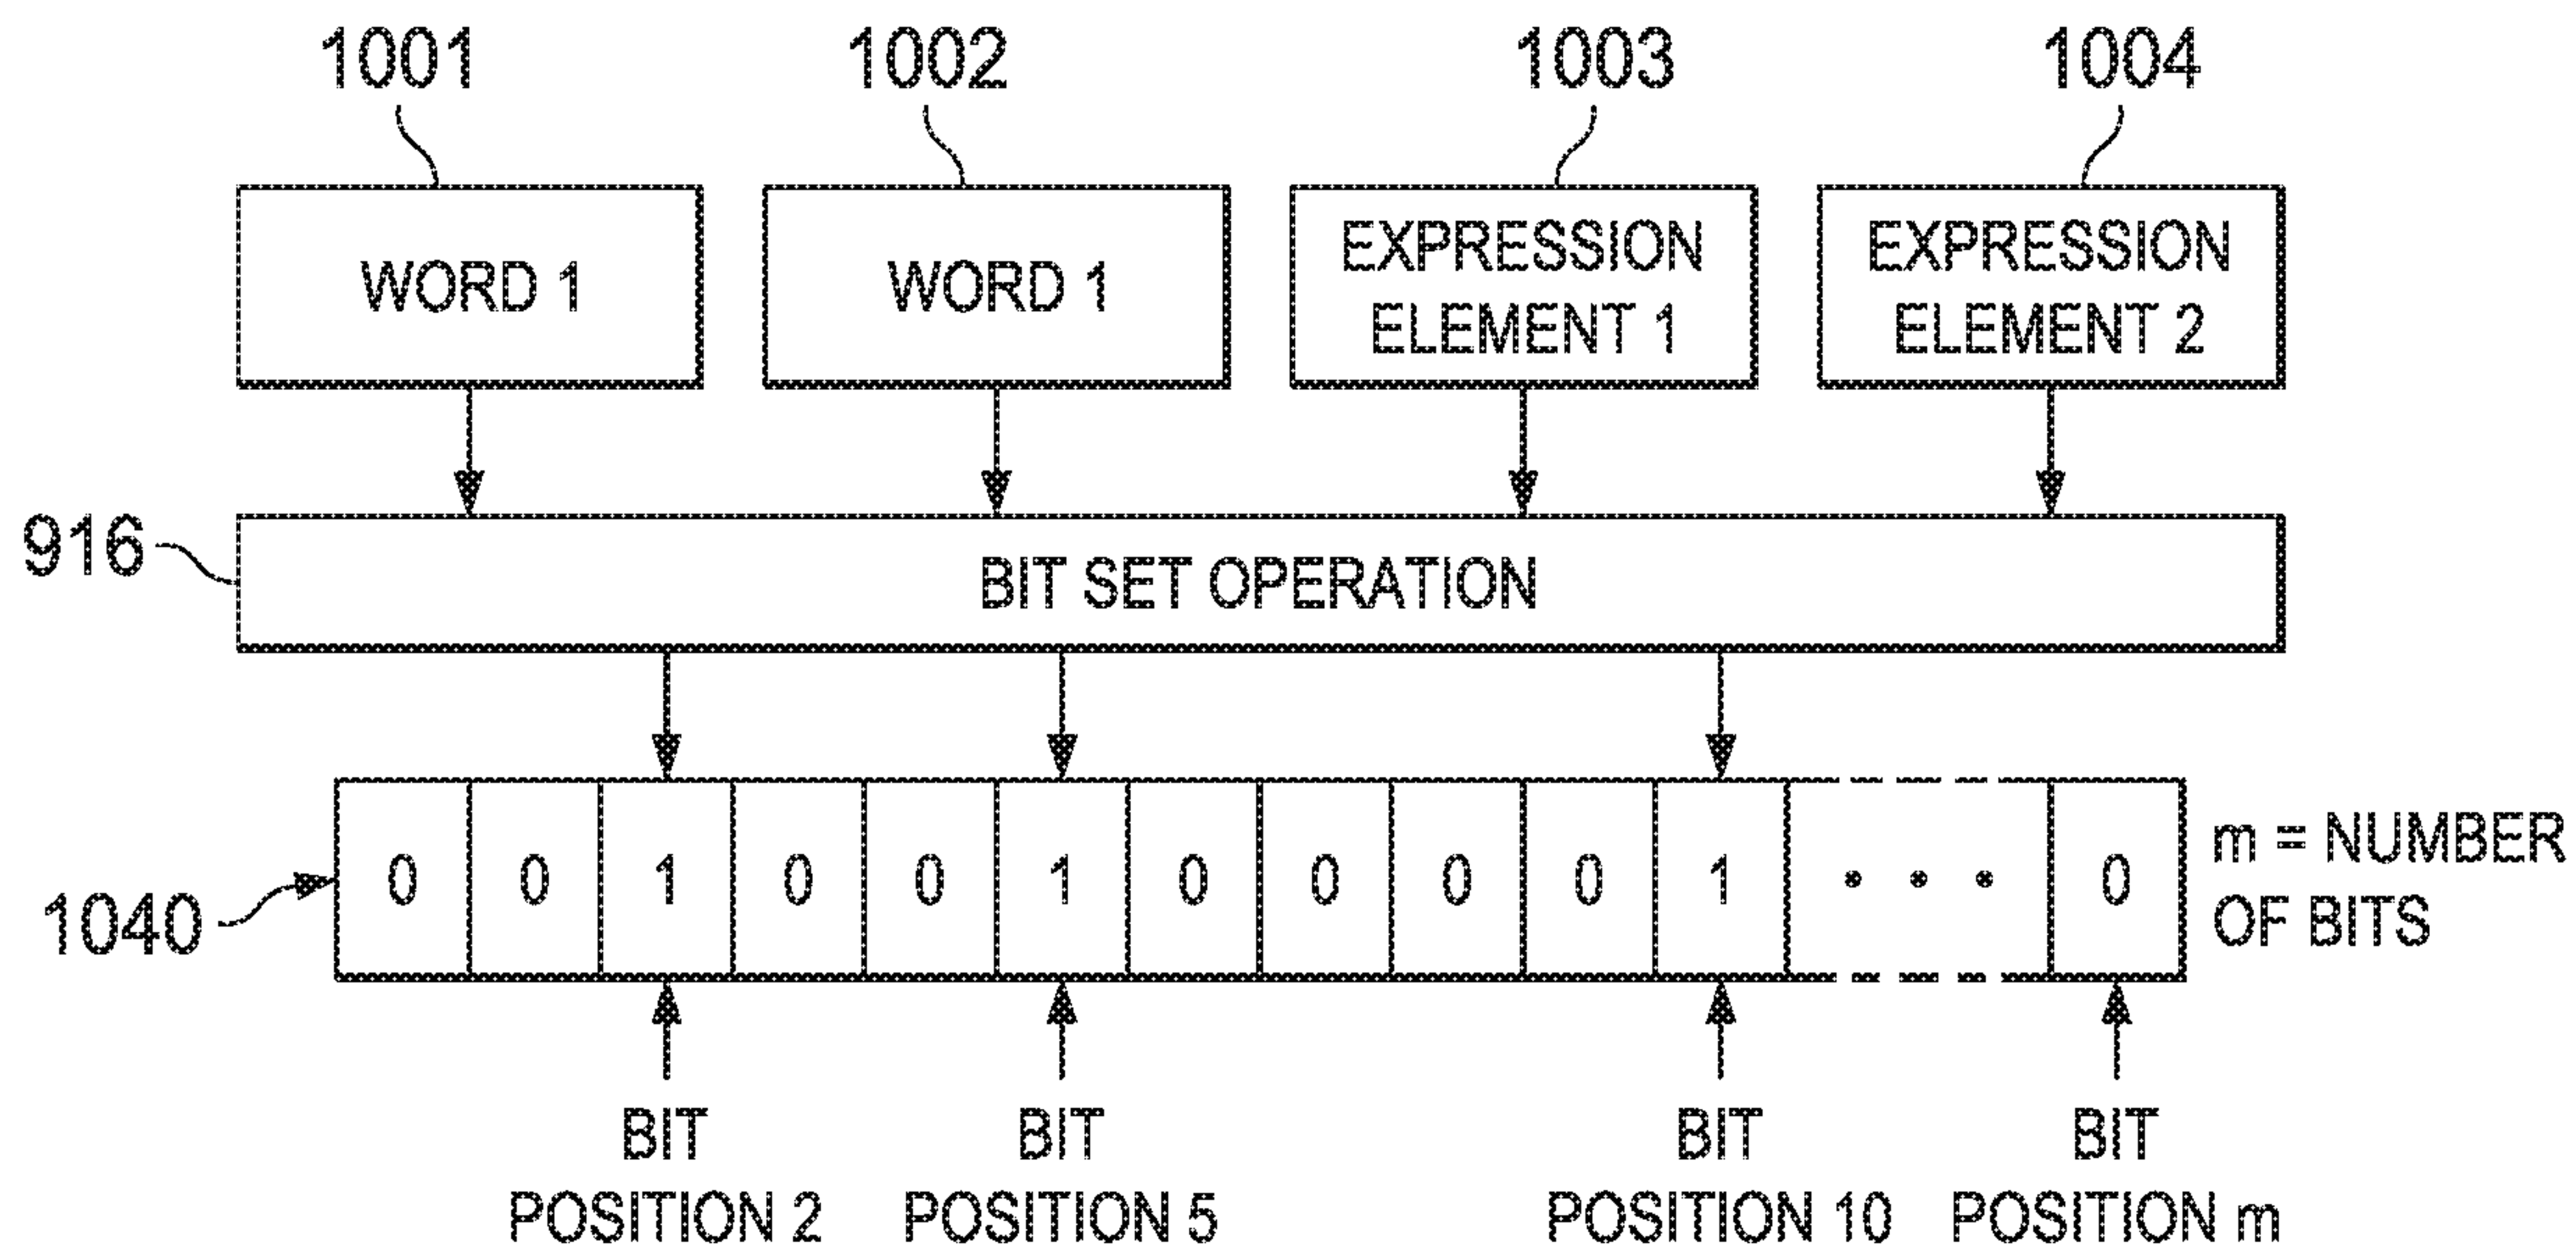 1001 1002 1003 1004
WORD 1 WORD 1 EXPRESSION ELEMENT 1 EXPRESSION ELEMENT 2
916 BIT SET OPERATION
1040 0 0 1 0 0 1 0 0 0 0 1 • • • 0 m = NUMBER OF BITS
BIT POSITION 2 BIT POSITION 5 BIT POSITION 10 BIT POSITION m